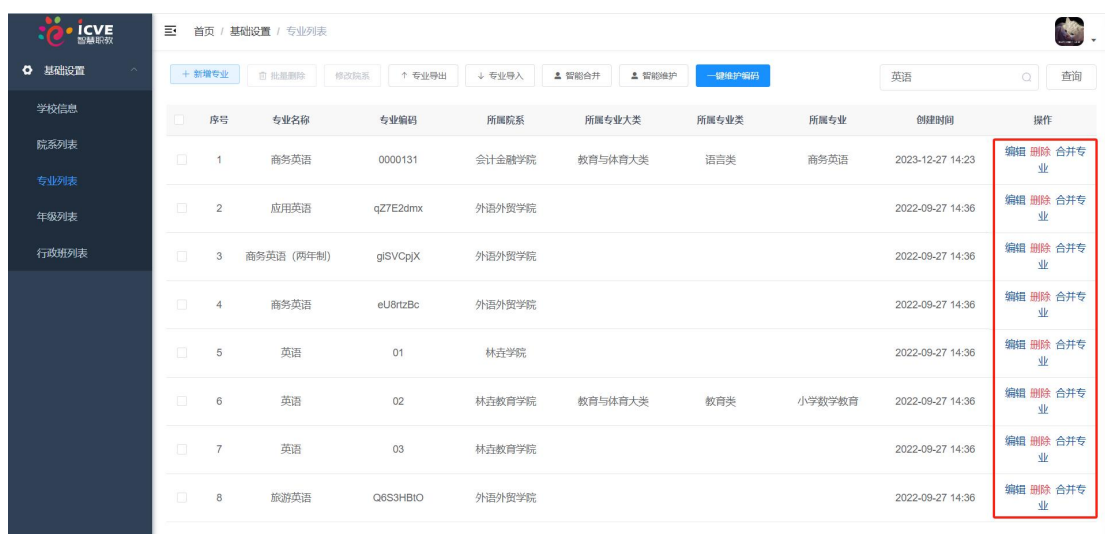 iCVE
智慧职教
首页 / 基础设置 / 专业列表
基础设置
学校信息
院系列表
专业列表
年级列表
行政班列表
+ 新增专业 批量删除 修改院系 ↑ 专业导出 ↓ 专业导入 智能合并 智能维护 一键维护编码 英语 查询
序号 专业名称 专业编码 所属院系 所属专业大类 所属专业类 所属专业 创建时间 操作
1 商务英语 0000131 会计金融学院 教育与体育大类 语言类 商务英语 2023-12-27 14:23 编辑 删除 合并专
业
2 应用英语 qZ7E2dmx 外语外贸学院 2022-09-27 14:36 编辑 删除 合并专
业
3 商务英语（两年制） giSVCpjX 外语外贸学院 2022-09-27 14:36 编辑 删除 合并专
业
4 商务英语 eU8rtzBc 外语外贸学院 2022-09-27 14:36 编辑 删除 合并专
业
5 英语 01 林垚学院 2022-09-27 14:36 编辑 删除 合并专
业
6 英语 02 林垚教育学院 教育与体育大类 教育类 小学数学教育 2022-09-27 14:36 编辑 删除 合并专
业
7 英语 03 林垚教育学院 2022-09-27 14:36 编辑 删除 合并专
业
8 旅游英语 Q6S3HBtO 外语外贸学院 2022-09-27 14:36 编辑 删除 合并专
业